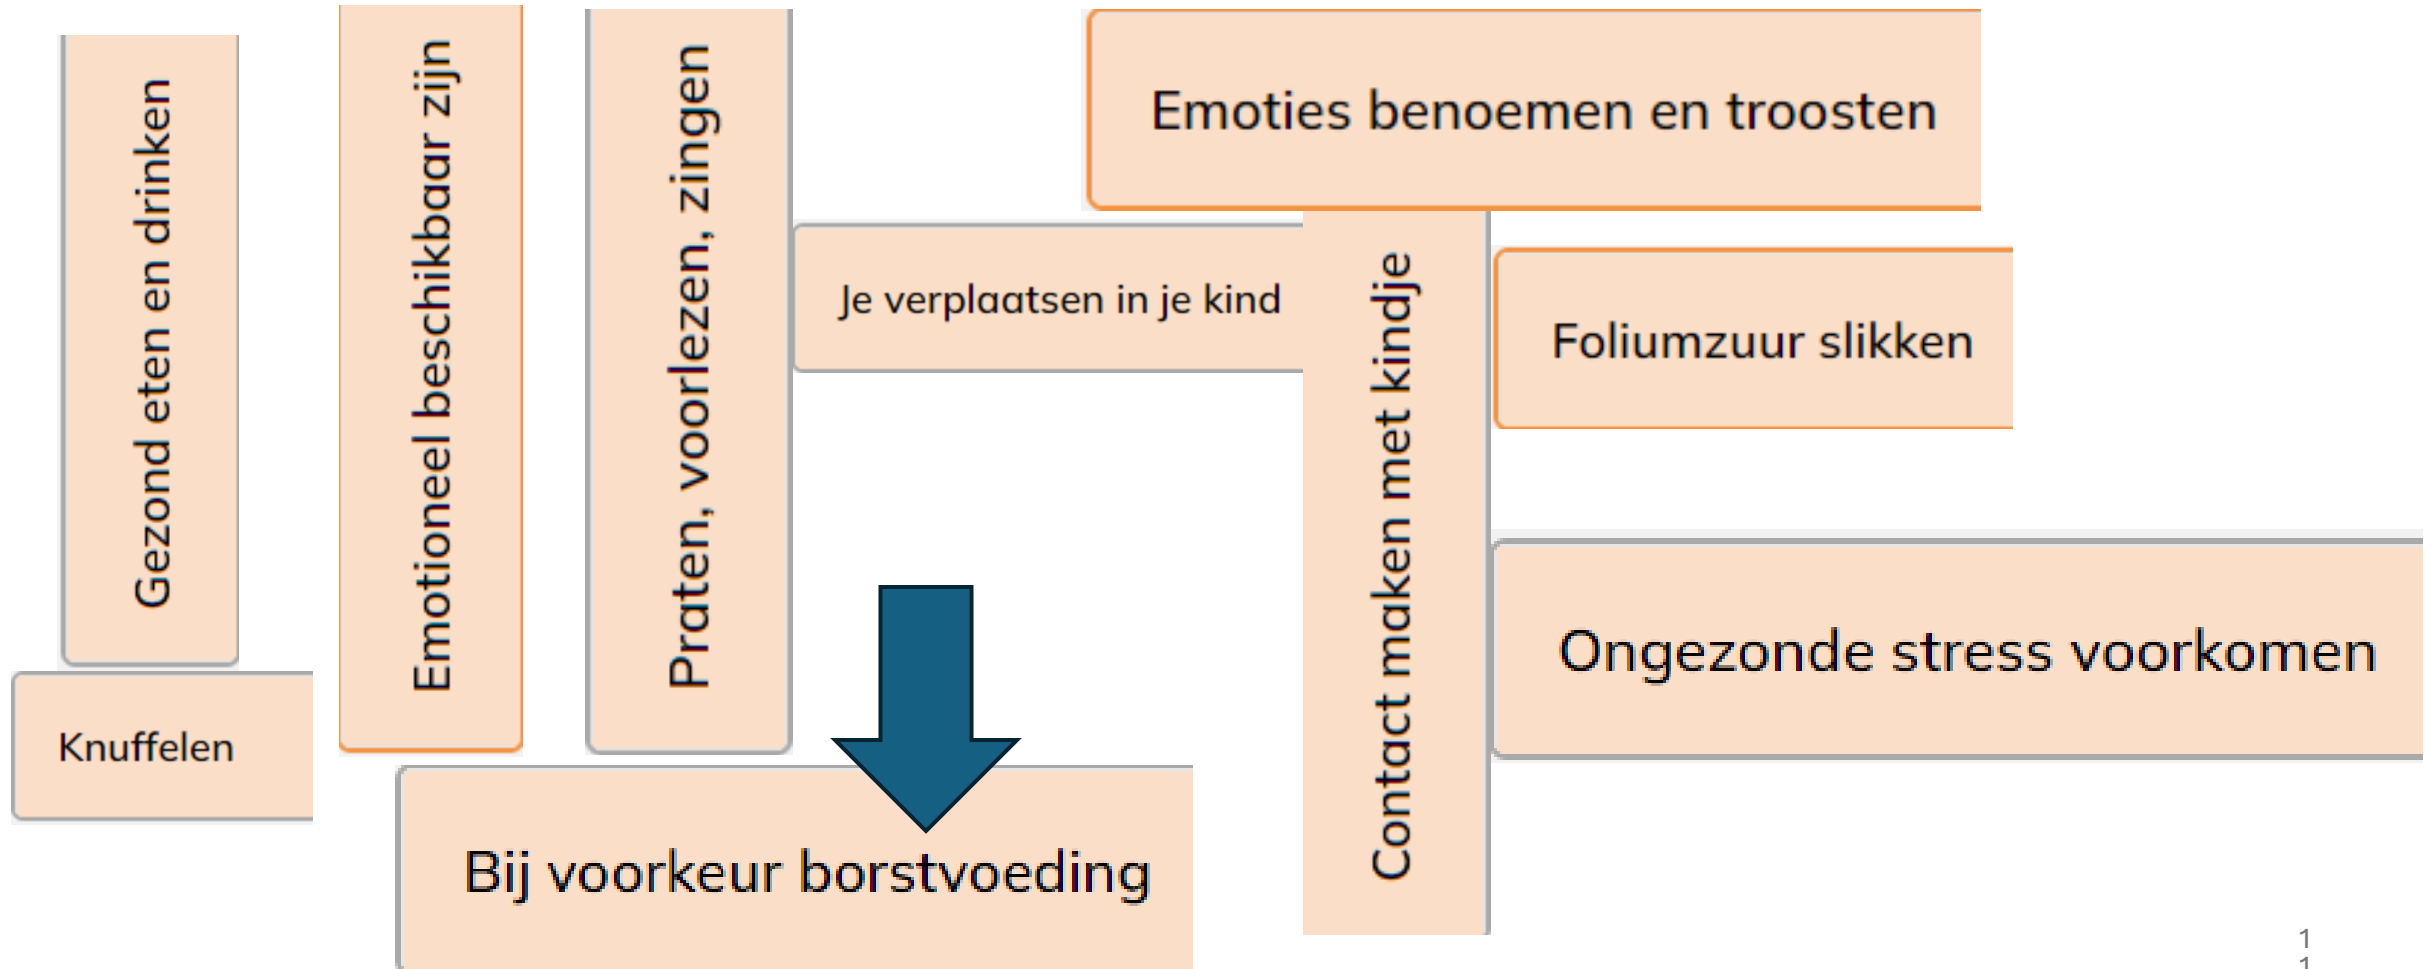 Gezond eten en drinken
Emotioneel beschikbaar zijn
Praten, voorlezen, zingen
Emoties benoemen en troosten
Je verplaatsen in je kind
Contact maken met kindje
Foliumzuur slikken
Ongezonde stress voorkomen
Knuffelen
Bij voorkeur borstvoeding
1
1